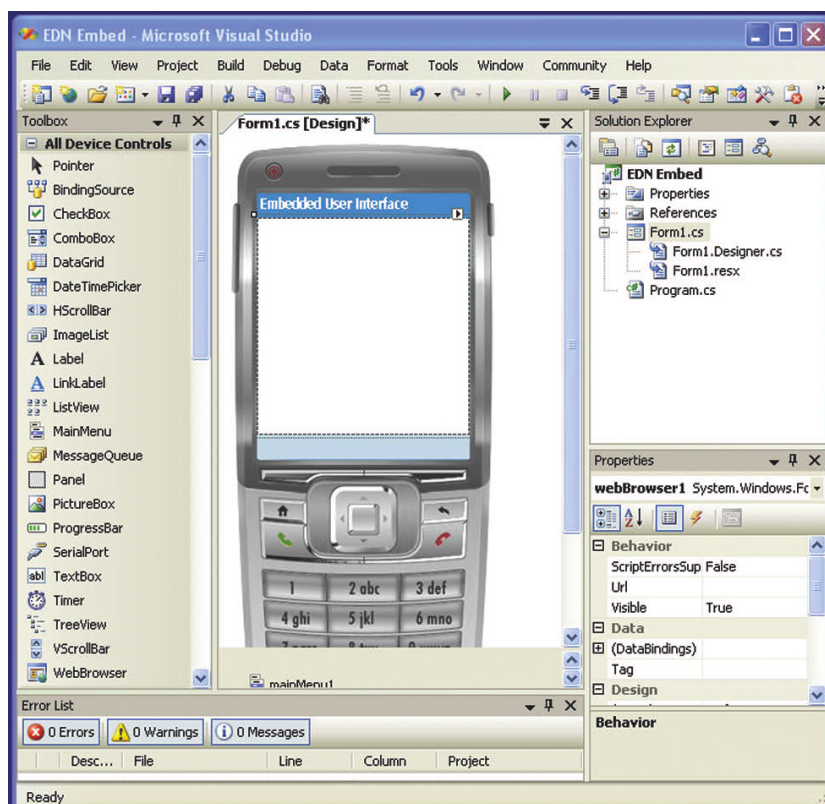 EDN Embed - Microsoft Visual Studio
File Edit View Project Build Debug Data Format Tools Window Community Help
Toolbox
All Device Controls
Pointer
BindingSource
CheckBox
ComboBox
DataGrid
DateTimePicker
HScrollBar
ImageList
Label
LinkLabel
ListView
MainMenu
MessageQueue
Panel
PictureBox
ProgressBar
SerialPort
TextBox
Timer
TreeView
VScrollBar
WebBrowser
Form1.cs [Design]*
Embedded User Interface
1 2 abc 3 def
4 ghi 5 jkl 6 mno
mainMenu1
Solution Explorer
EDN Embed
Properties
References
Form1.cs
Form1.Designer.cs
Form1.resx
Program.cs
Properties
webBrowser1 System.Windows.Fc
Behavior
ScriptErrorsSup False
Url
Visible True
Data
(DataBindings)
Tag
Design
Behavior
Error List
0 Errors 0 Warnings 0 Messages
Desc... File Line Column Project
Ready